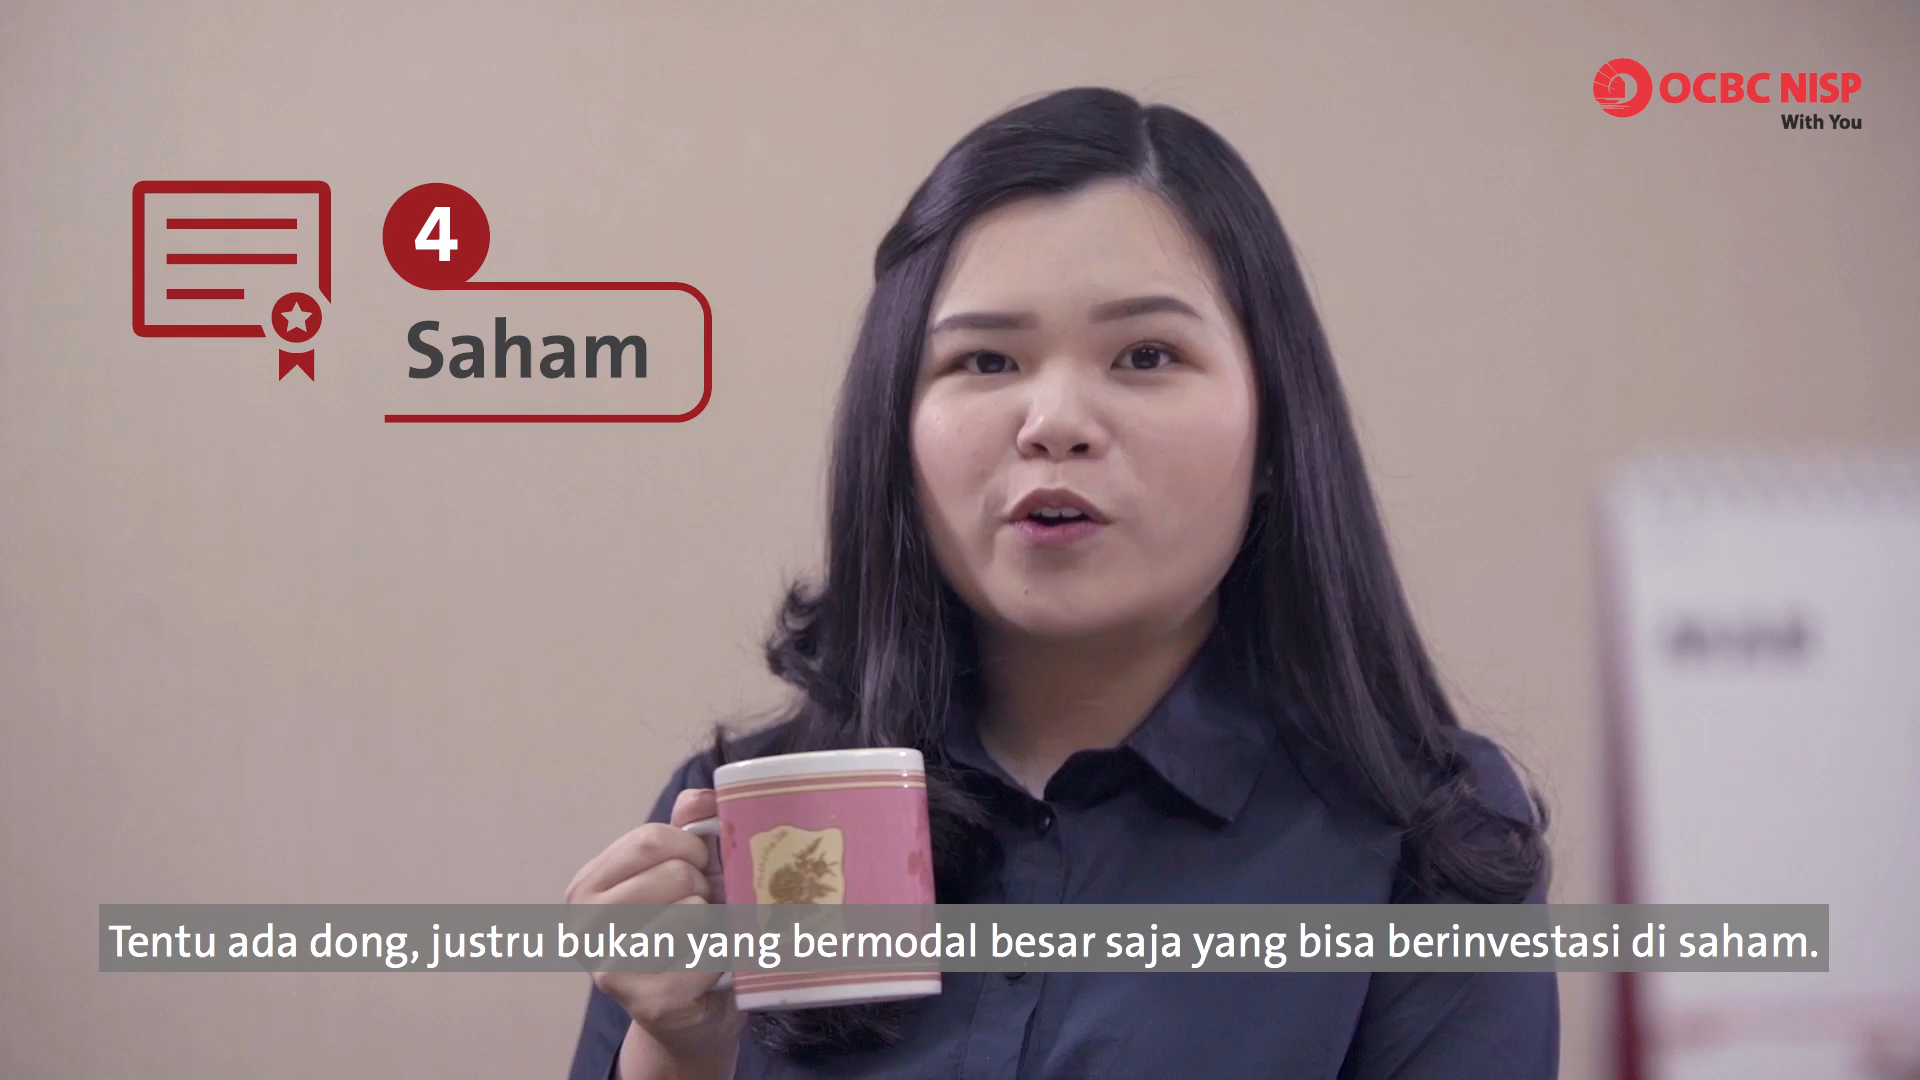 OCBC NISP
With You
4
Saham
Tentu ada dong, justru bukan yang bermodal besar saja yang bisa berinvestasi di saham.